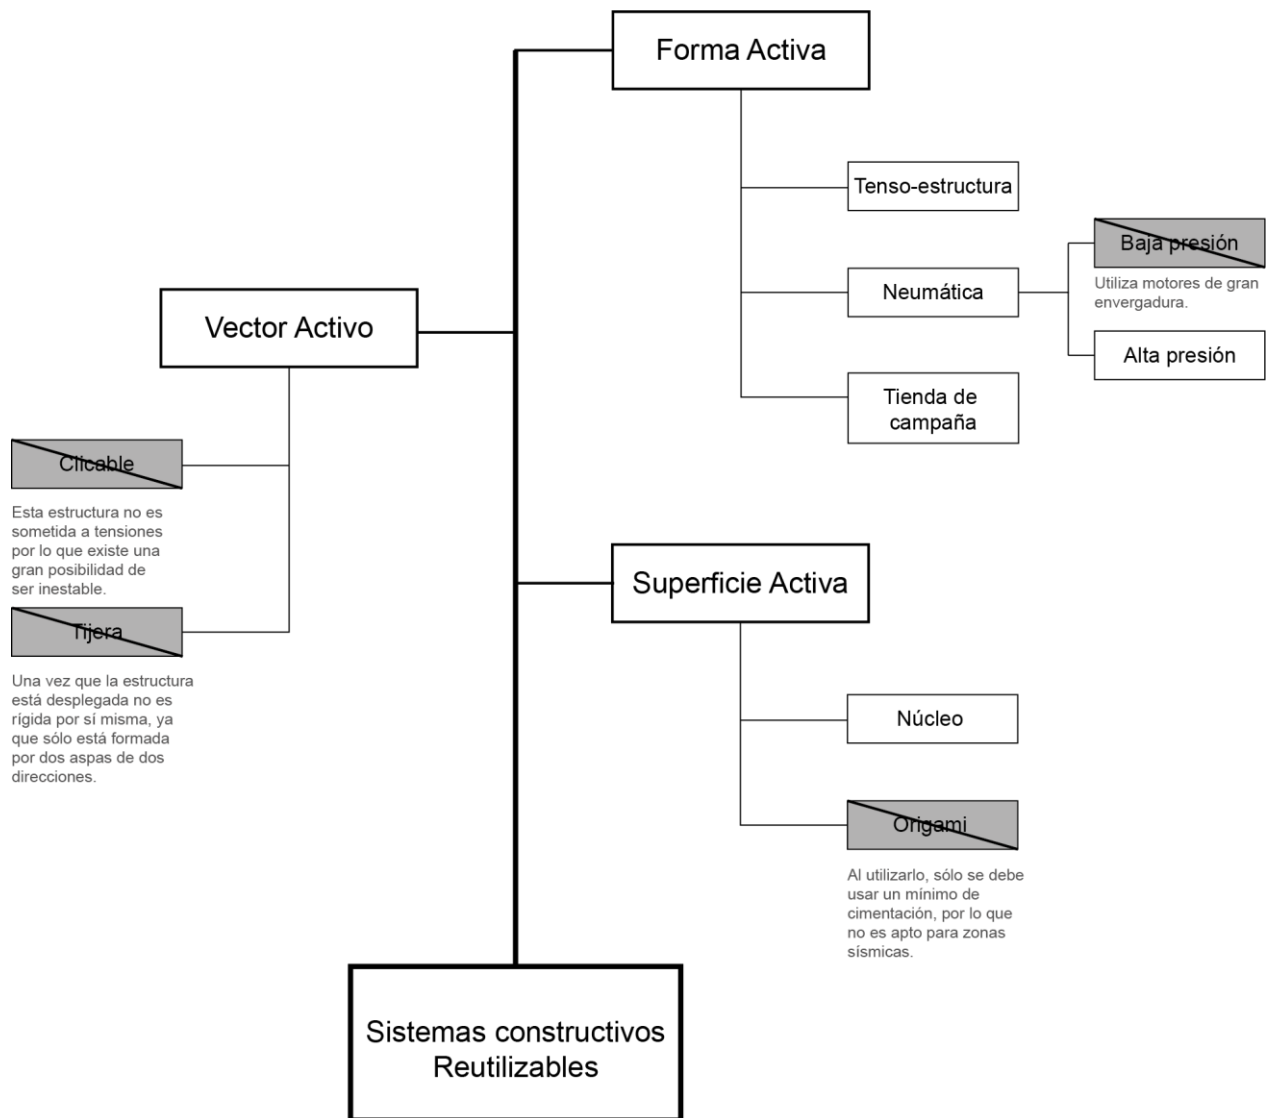 Forma Activa
Tenso-estructura
Baja presión
Utiliza motores de gran
envergadura.
Neumática
Alta presión
Tienda de
campaña
Vector Activo
Clicable
Esta estructura no es
sometida a tensiones
por lo que existe una
gran posibilidad de
ser inestable.
Tijera
Una vez que la estructura
está desplegada no es
rígida por sí misma, ya
que sólo está formada
por dos aspas de dos
direcciones.
Superficie Activa
Núcleo
Origami
Al utilizarlo, sólo se debe
usar un mínimo de
cimentación, por lo que
no es apto para zonas
sísmicas.
Sistemas constructivos
Reutilizables